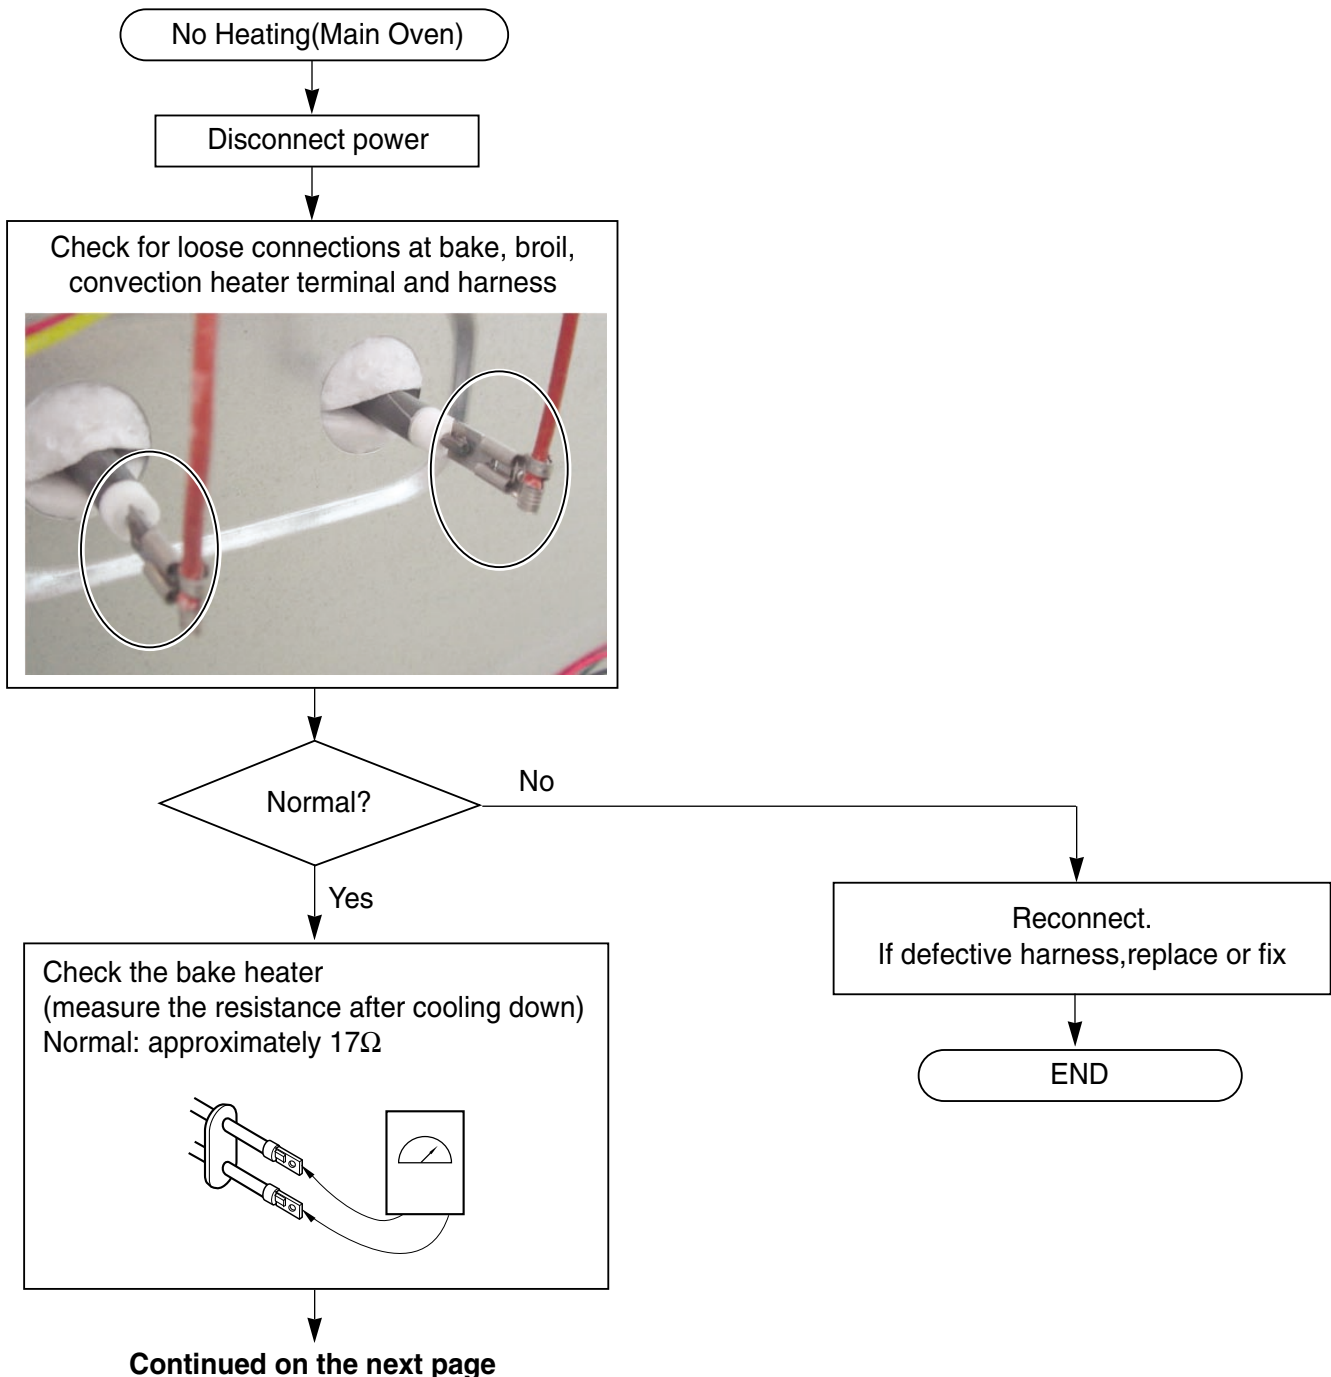 No Heating(Main Oven)
Disconnect power
Check for loose connections at bake, broil,
convection heater terminal and harness
Normal?
No
Yes
Reconnect.
If defective harness,replace or fix
END
Check the bake heater
(measure the resistance after cooling down)
Normal: approximately 17Ω
Continued on the next page